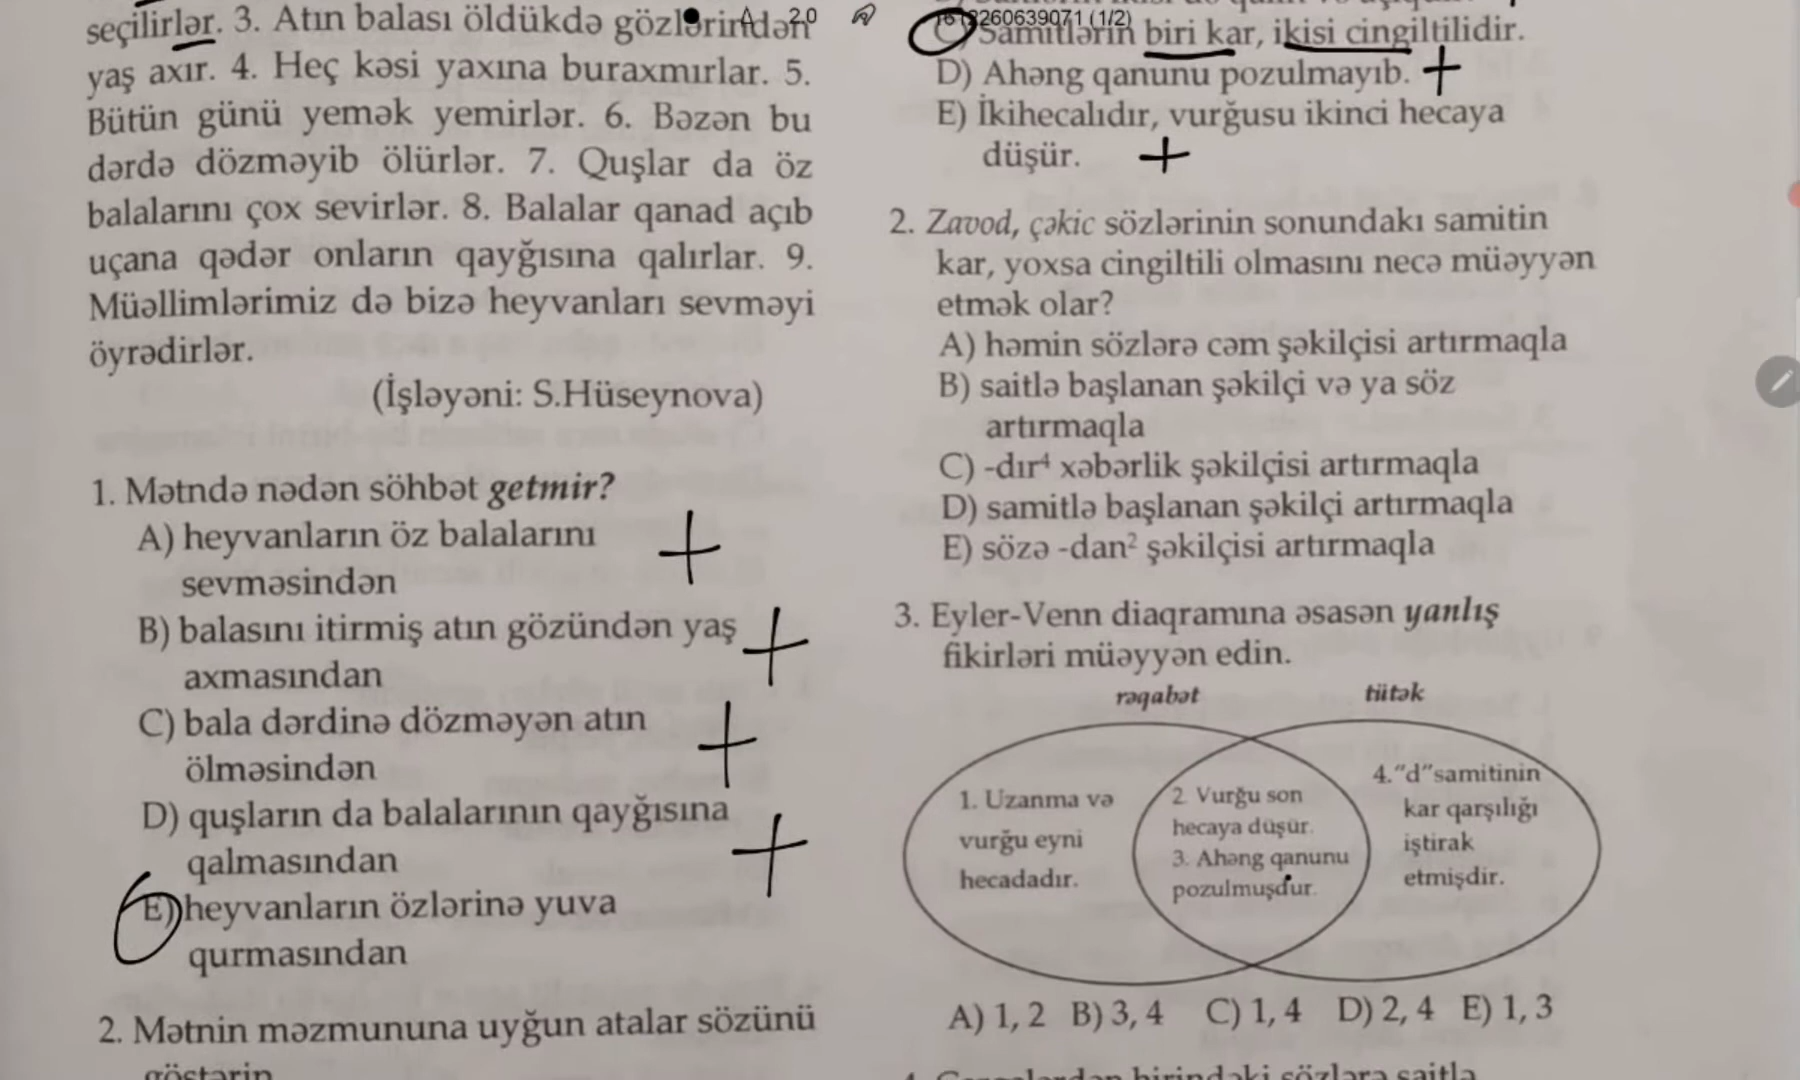 seçilirlər. 3. Atın balası öldükdə gözlərindən
yaş axır. 4. Heç kəsi yaxına buraxmırlar. 5.
Bütün günü yemək yemirlər. 6. Bəzən bu
dərdə dözməyib ölürlər. 7. Quşlar da öz
balalarını çox sevirlər. 8. Balalar qanad açıb
uçana qədər onların qayğısına qalırlar. 9.
Müəllimlərimiz də bizə heyvanları sevməyi
öyrədirlər.
(İşləyəni: S.Hüseynova)
1. Mətndə nədən söhbət getmir?
A) heyvanların öz balalarını
sevməsindən
B) balasını itirmiş atın gözündən yaş
axmasından
C) bala dərdinə dözməyən atın
ölməsindən
D) quşların da balalarının qayğısına
qalmasından
E) heyvanların özlərinə yuva
qurmasından
2. Mətnin məzmununa uyğun atalar sözünü
göstərin
2.0
2260639071 (1/2)
C) Samitlərin biri kar, ikisi cingiltilidir.
D) Ahəng qanunu pozulmayıb. +
E) İkihecalıdır, vurğusu ikinci hecaya
düşür. +
2. Zavod, çəkic sözlərinin sonundakı samitin
kar, yoxsa cingiltili olmasını necə müəyyən
etmək olar?
A) həmin sözlərə cəm şəkilçisi artırmaqla
B) saitlə başlanan şəkilçi və ya söz
artırmaqla
C) -dır⁴ xəbərlik şəkilçisi artırmaqla
D) samitlə başlanan şəkilçi artırmaqla
E) sözə -dan² şəkilçisi artırmaqla
3. Eyler-Venn diaqramına əsasən yanlış
fikirləri müəyyən edin.
rəqabət
tütək
1. Uzanma və
vurğu eyni
hecadadır.
2. Vurğu son
hecaya düşür.
3. Ahəng qanunu
pozulmuşdur.
4."d"samitinin
kar qarşılığı
iştirak
etmişdir.
A) 1, 2 B) 3, 4 C) 1, 4 D) 2, 4 E) 1, 3
birindəki sözlərə saitlə